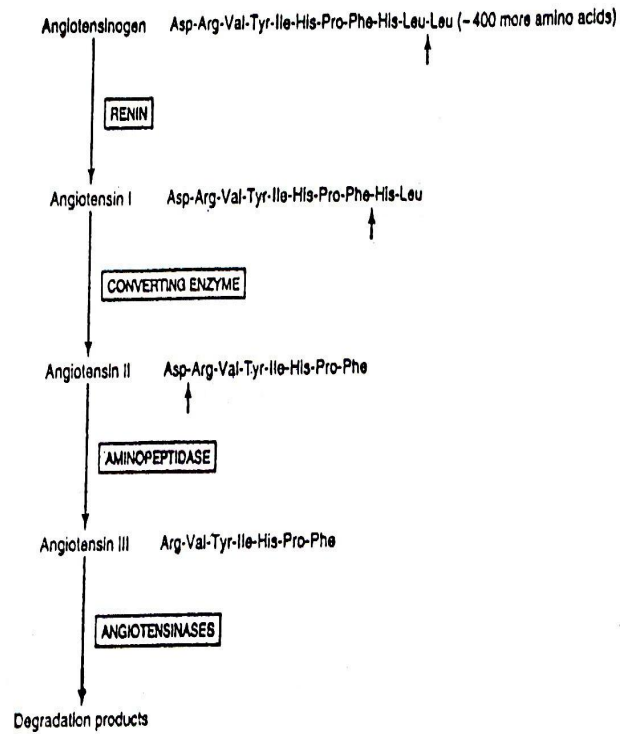 Angiotensinogen Asp-Arg-Val-Tyr-Ile-His-Pro-Phe-His-Leu-Leu (~400 more amino acids)
RENIN
Angiotensin I Asp-Arg-Val-Tyr-Ile-His-Pro-Phe-His-Leu
CONVERTING ENZYME
Angiotensin II Asp-Arg-Val-Tyr-Ile-His-Pro-Phe
AMINOPEPTIDASE
Angiotensin III Arg-Val-Tyr-Ile-His-Pro-Phe
ANGIOTENSINASES
Degradation products